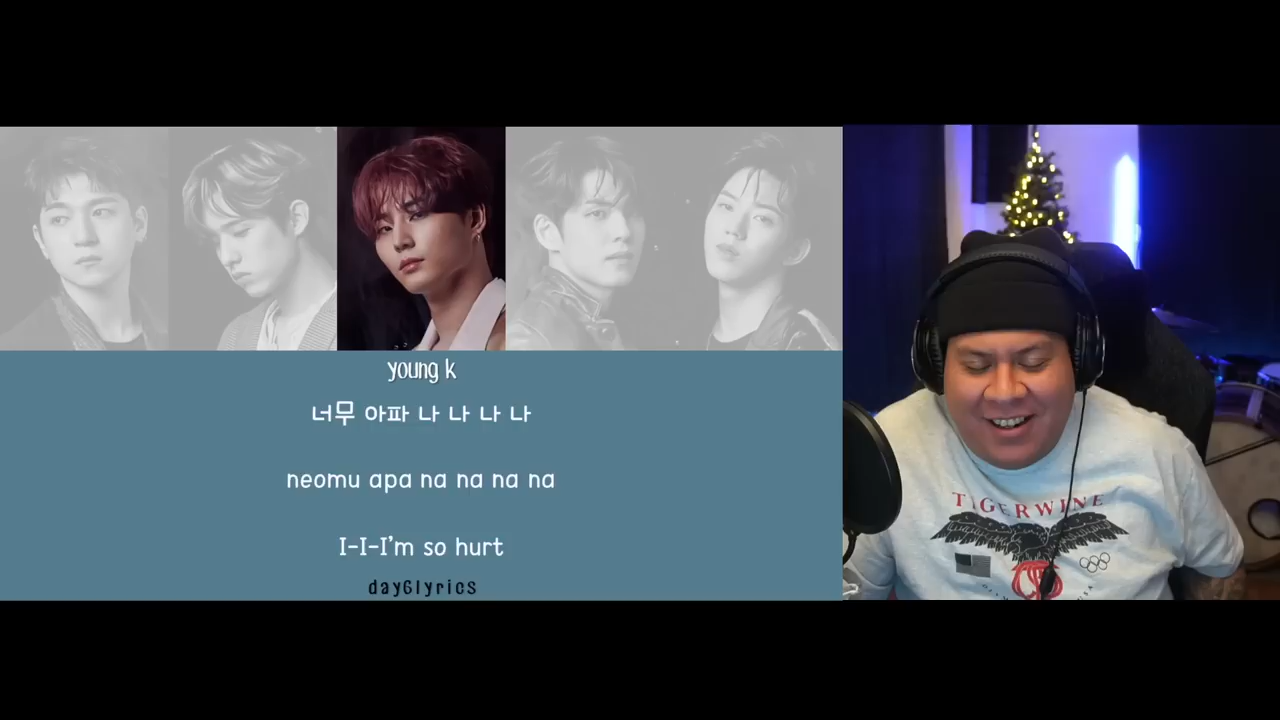 young k
너무 아파 나 나 나 나
neomu apa na na na na
I-I-I'm so hurt
day6lyrics
TIGERWINE
USA